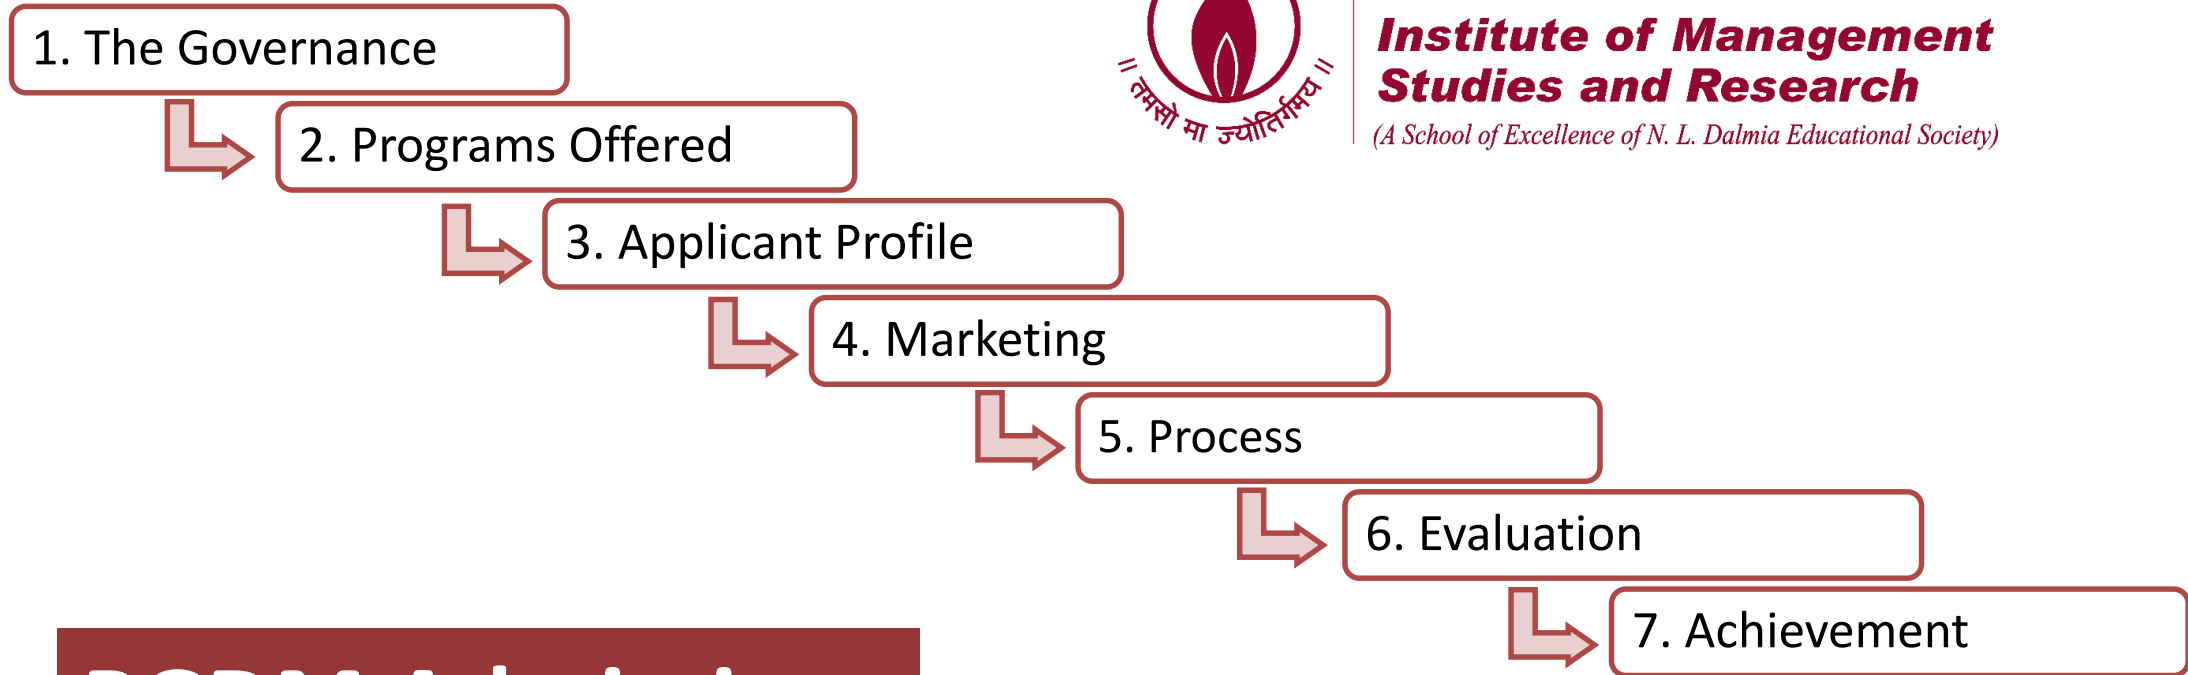 1. The Governance
2. Programs Offered
3. Applicant Profile
4. Marketing
5. Process
6. Evaluation
7. Achievement
॥ तमसो मा ज्योतिर्गमय ॥
Institute of Management
Studies and Research
(A School of Excellence of N. L. Dalmia Educational Society)